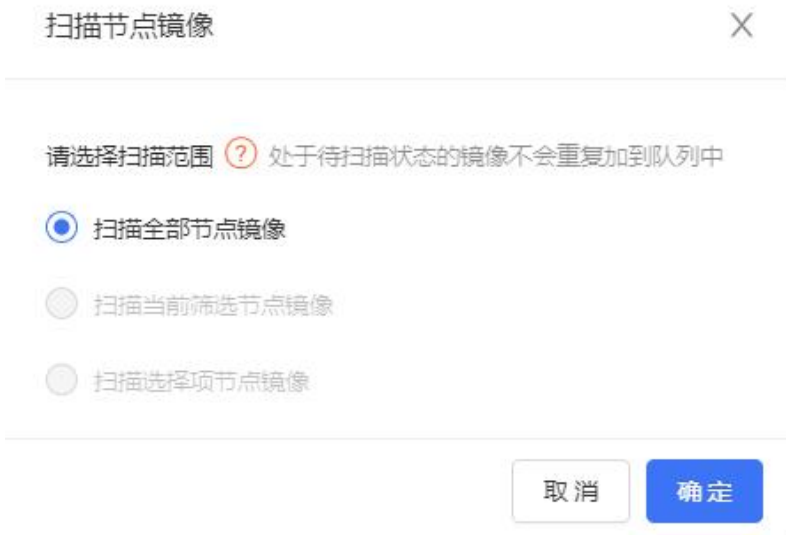 扫描节点镜像
请选择扫描范围 ? 处于待扫描状态的镜像不会重复加到队列中
扫描全部节点镜像
扫描当前筛选节点镜像
扫描选择项节点镜像
取消 确定